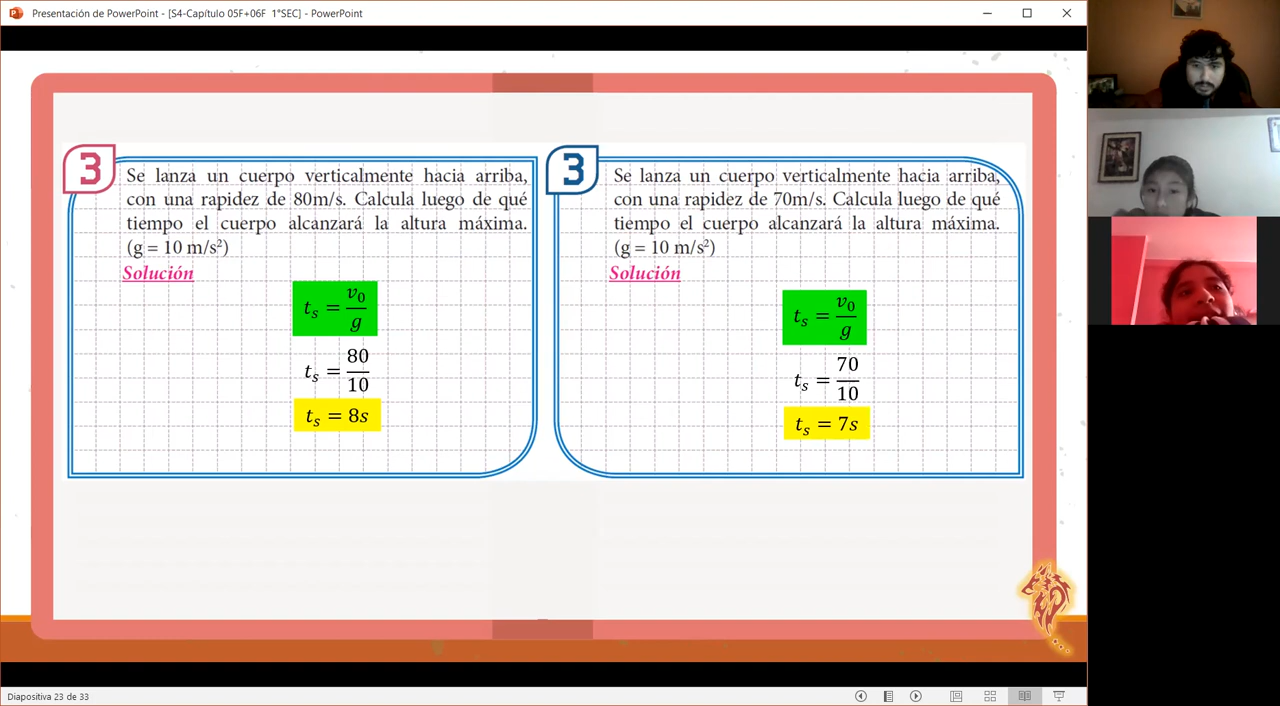 Presentación de PowerPoint - [S4-Capítulo 05F+06F 1°SEC] - PowerPoint
3
Se lanza un cuerpo verticalmente hacia arriba,
con una rapidez de 80m/s. Calcula luego de qué
tiempo el cuerpo alcanzará la altura máxima.
(g = 10 m/s²)
Solución
t_s = v_0/g
t_s = 80/10
t_s = 8s
3
Se lanza un cuerpo verticalmente hacia arriba,
con una rapidez de 70m/s. Calcula luego de qué
tiempo el cuerpo alcanzará la altura máxima.
(g = 10 m/s²)
Solución
t_s = v_0/g
t_s = 70/10
t_s = 7s
Diapositiva 23 de 33